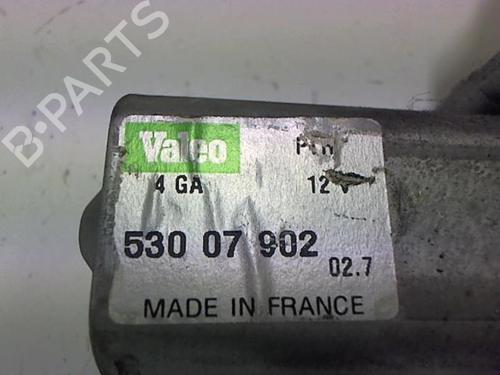 B-PARTS
Valeo
4 GA 12 V
530 07 902
02.7
MADE IN FRANCE